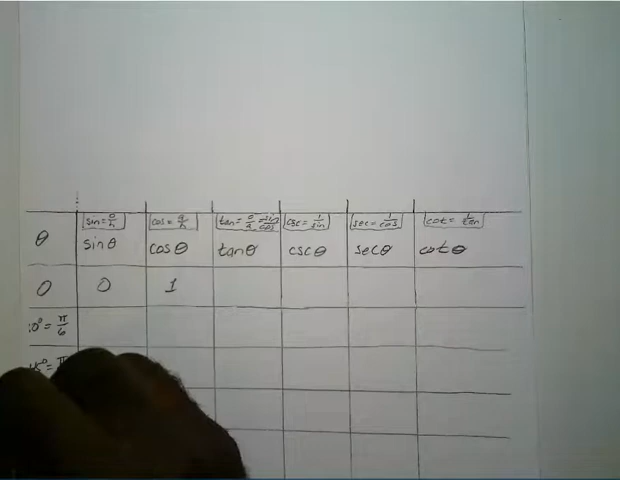 sin = o/h cos = a/h tan = o/a = sin/cos csc = 1/sin sec = 1/cos cot = 1/tan
θ sinθ cosθ tanθ cscθ secθ cotθ
0 0 1
30° = π/6